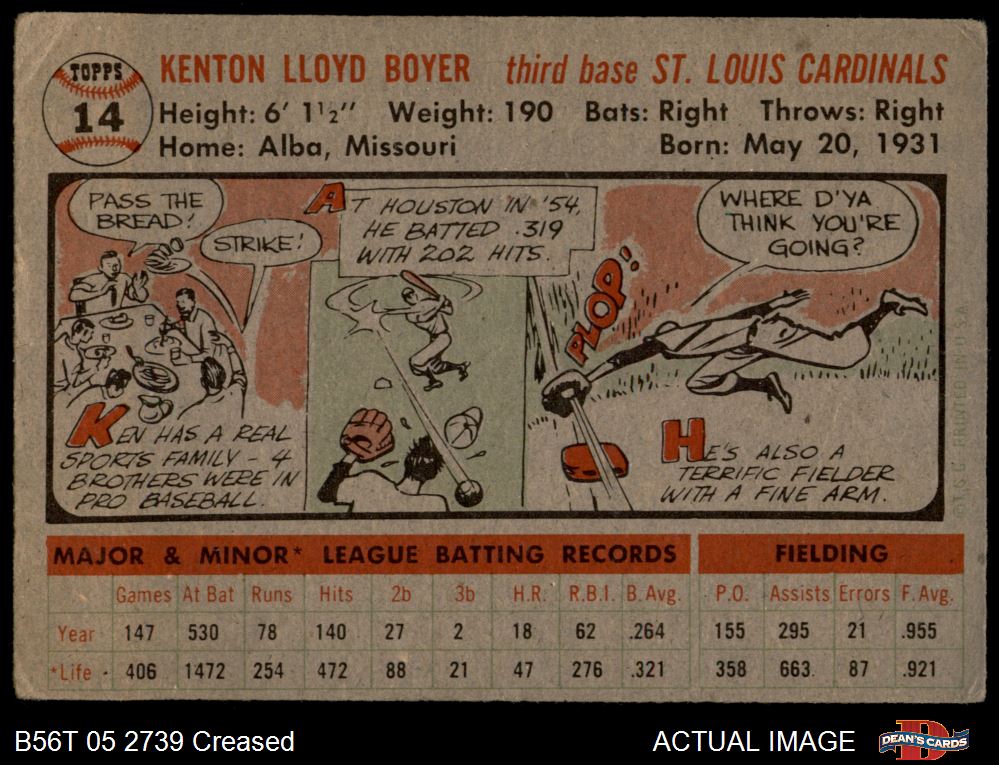 TOPPS
14
KENTON LLOYD BOYER third base ST. LOUIS CARDINALS
Height: 6' 1½" Weight: 190 Bats: Right Throws: Right
Home: Alba, Missouri Born: May 20, 1931
PASS THE
BREAD!
STRIKE!
AT HOUSTON IN '54,
HE BATTED .319
WITH 202 HITS.
WHERE D'YA
THINK YOU'RE
GOING?
PLOP!
KEN HAS A REAL
SPORTS FAMILY - 4
BROTHERS WERE IN
PRO BASEBALL.
HE'S ALSO A
TERRIFIC FIELDER
WITH A FINE ARM.
©T.C.G. PRINTED IN U.S.A.
MAJOR & MINOR* LEAGUE BATTING RECORDS FIELDING
Games At Bat Runs Hits 2b 3b H.R. R.B.I. B. Avg. P.O. Assists Errors F. Avg.
Year 147 530 78 140 27 2 18 62 .264 155 295 21 .955
*Life 406 1472 254 472 88 21 47 276 .321 358 663 87 .921
B56T 05 2739 Creased ACTUAL IMAGE
D
DEAN'S CARDS